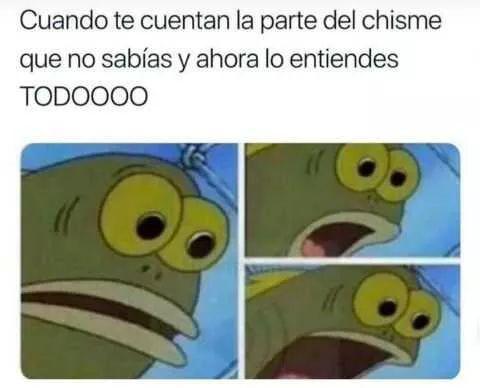 Cuando te cuentan la parte del chisme
que no sabías y ahora lo entiendes
TODOOOO